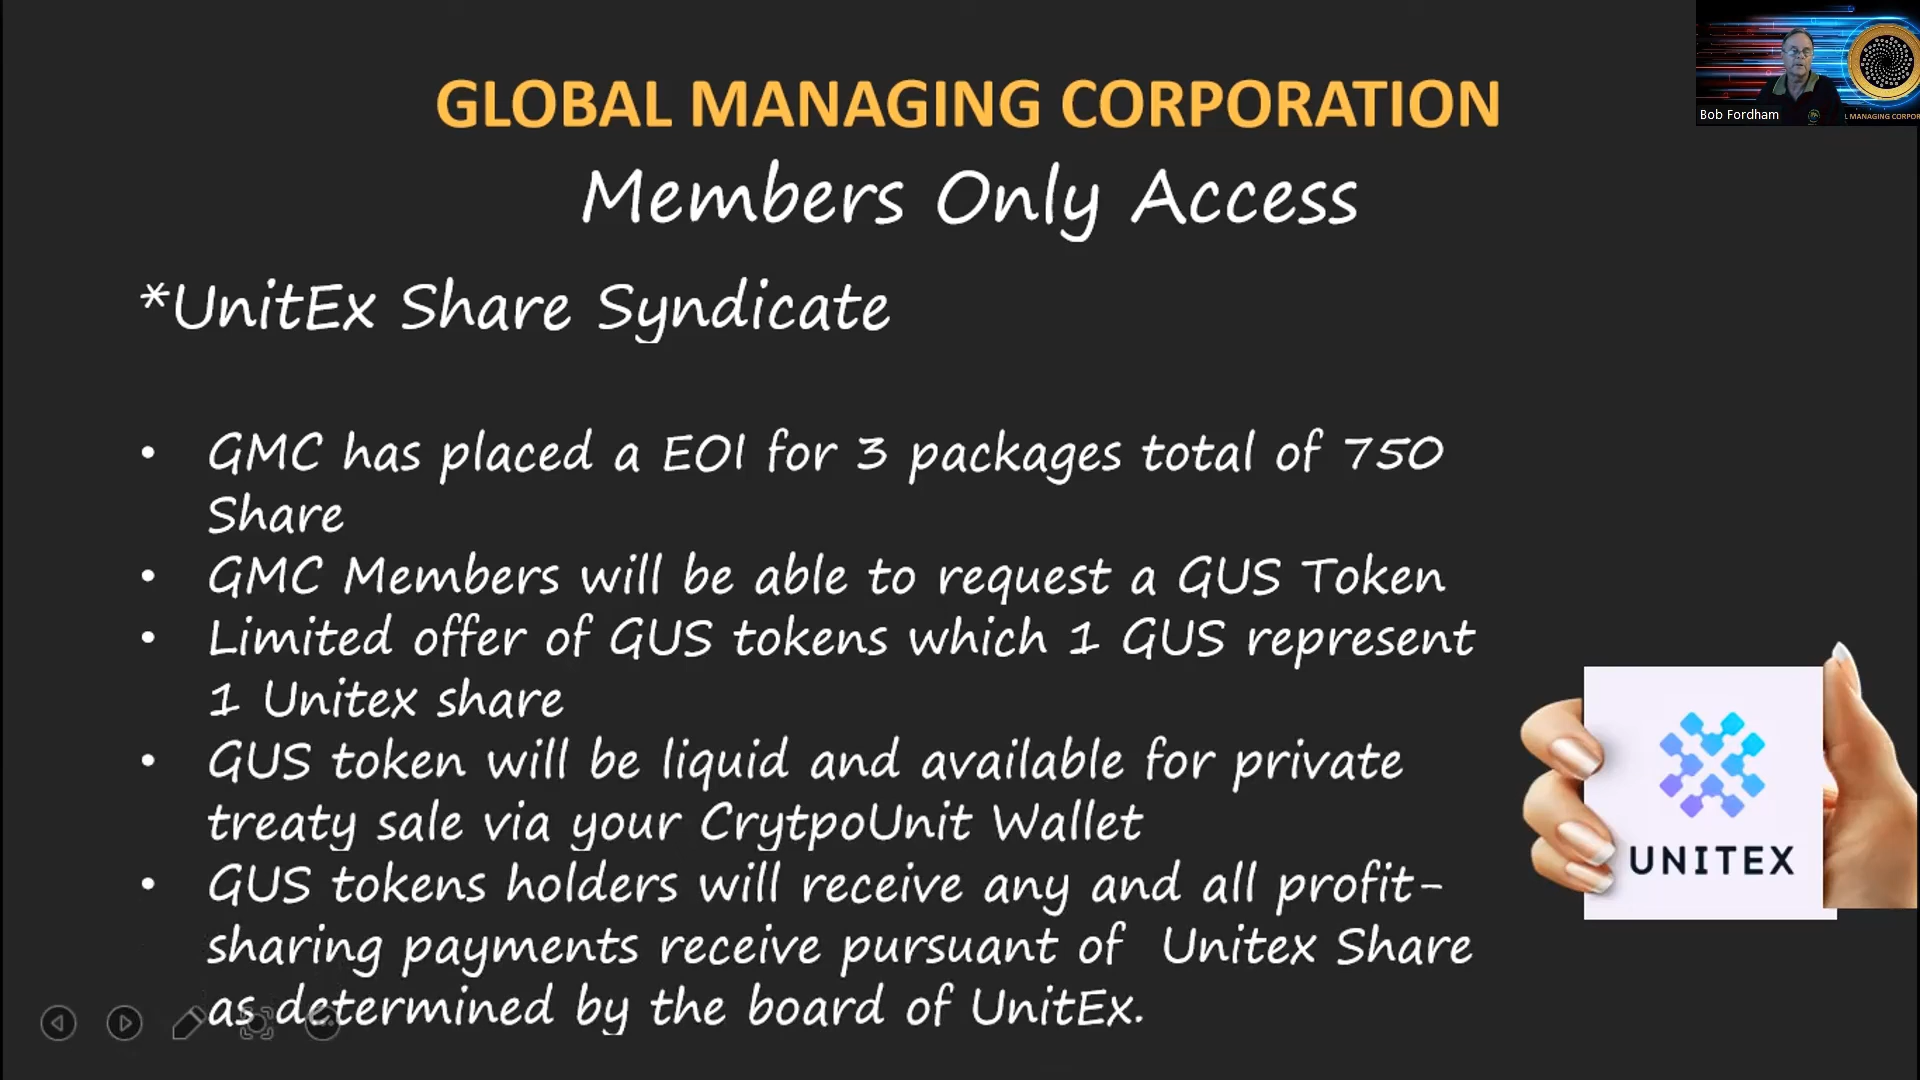 GLOBAL MANAGING CORPORATION
Members Only Access
*UnitEx Share Syndicate
• GMC has placed a EOI for 3 packages total of 750
Share
• GMC Members will be able to request a GUS Token
• Limited offer of GUS tokens which 1 GUS represent
1 Unitex share
• GUS token will be liquid and available for private
treaty sale via your CrytpoUnit Wallet
• GUS tokens holders will receive any and all profit-
sharing payments receive pursuant of Unitex Share
as determined by the board of UnitEx.
UNITEX
Bob Fordham
L MANAGING CORPOR